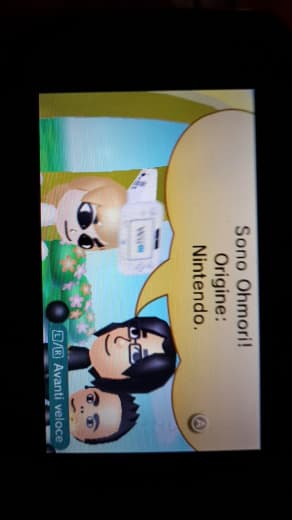 Sono Ohmori!
Origine:
Nintendo.
A
Wii U
L/R Avanti veloce